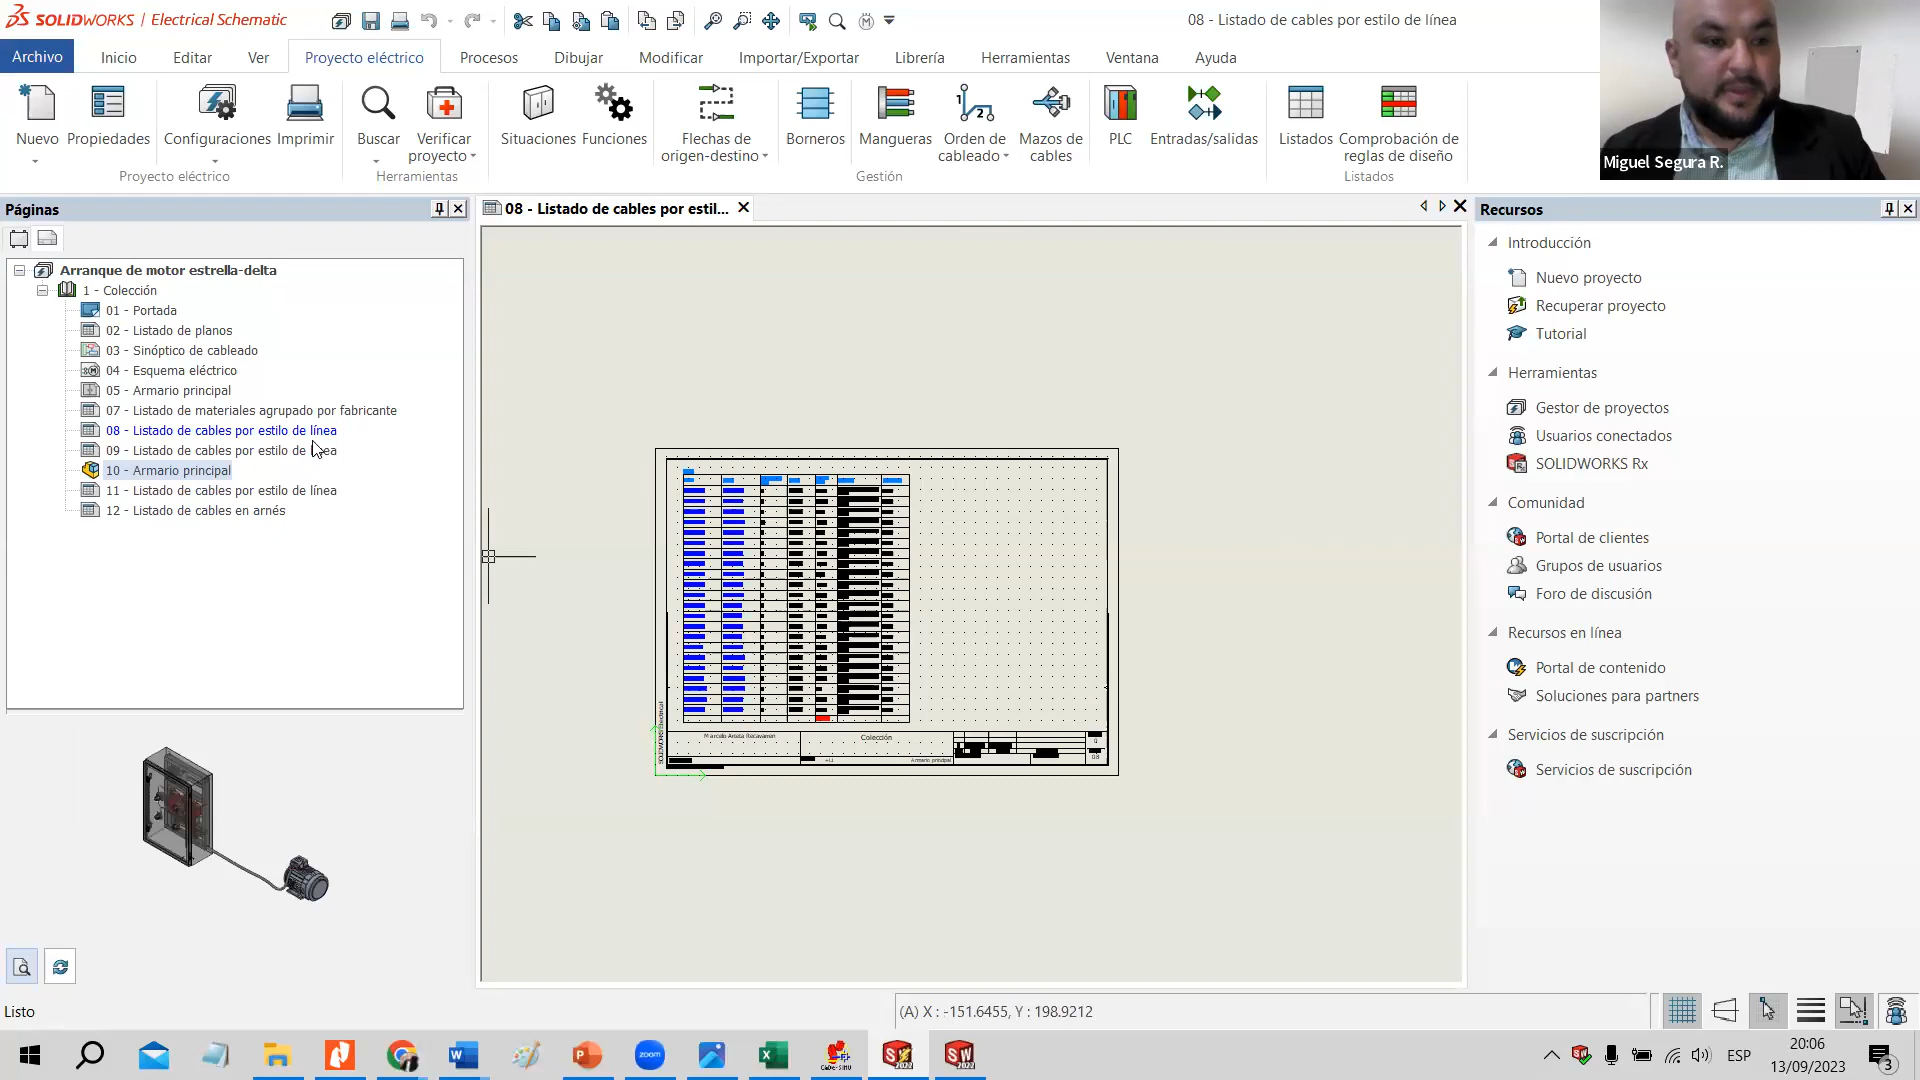 SOLIDWORKS | Electrical Schematic
08 - Listado de cables por estilo de línea
Archivo Inicio Editar Ver Proyecto eléctrico Procesos Dibujar Modificar Importar/Exportar Librería Herramientas Ventana Ayuda
Nuevo Propiedades Configuraciones Imprimir Buscar Verificar proyecto Situaciones Funciones Flechas de origen-destino Borneros Mangueras Orden de cableado Mazos de cables PLC Entradas/salidas Listados Comprobación de reglas de diseño
Proyecto eléctrico Herramientas Gestión Listados
Miguel Segura R.
Páginas
08 - Listado de cables por estil...
Recursos
Arranque de motor estrella-delta
1 - Colección
01 - Portada
02 - Listado de planos
03 - Sinóptico de cableado
04 - Esquema eléctrico
05 - Armario principal
07 - Listado de materiales agrupado por fabricante
08 - Listado de cables por estilo de línea
09 - Listado de cables por estilo de línea
10 - Armario principal
11 - Listado de cables por estilo de línea
12 - Listado de cables en arnés
SOLIDWORKS Electrical
Colección
Armario principal
08
Introducción
Nuevo proyecto
Recuperar proyecto
Tutorial
Herramientas
Gestor de proyectos
Usuarios conectados
SOLIDWORKS Rx
Comunidad
Portal de clientes
Grupos de usuarios
Foro de discusión
Recursos en línea
Portal de contenido
Soluciones para partners
Servicios de suscripción
Servicios de suscripción
Listo
(A) X : -151.6455, Y : 198.9212
zoom
CADe-SIMU
ESP
20:06
13/09/2023
3